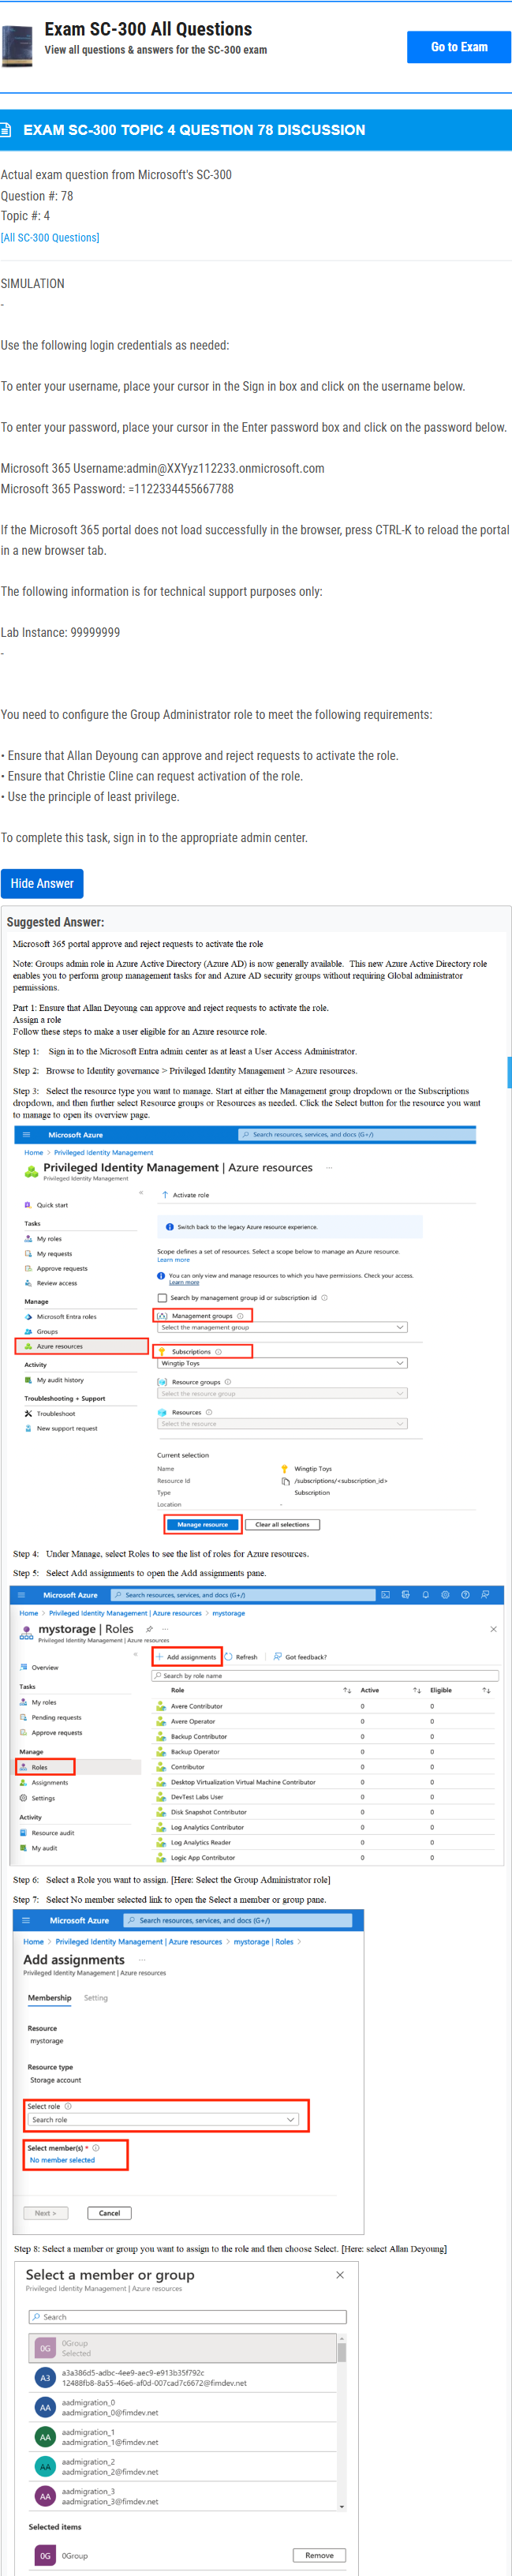 Exam SC-300 All Questions
View all questions & answers for the SC-300 exam
Go to Exam
EXAM SC-300 TOPIC 4 QUESTION 78 DISCUSSION
Actual exam question from Microsoft's SC-300
Question #: 78
Topic #: 4
[All SC-300 Questions]
SIMULATION
-
Use the following login credentials as needed:
To enter your username, place your cursor in the Sign in box and click on the username below.
To enter your password, place your cursor in the Enter password box and click on the password below.
Microsoft 365 Username:admin@XXYyz112233.onmicrosoft.com
Microsoft 365 Password: =1122334455667788
If the Microsoft 365 portal does not load successfully in the browser, press CTRL-K to reload the portal
in a new browser tab.
The following information is for technical support purposes only:
Lab Instance: 99999999
-
You need to configure the Group Administrator role to meet the following requirements:
• Ensure that Allan Deyoung can approve and reject requests to activate the role.
• Ensure that Christie Cline can request activation of the role.
• Use the principle of least privilege.
To complete this task, sign in to the appropriate admin center.
Hide Answer
Suggested Answer:
Microsoft 365 portal approve and reject requests to activate the role
Note: Groups admin role in Azure Active Directory (Azure AD) is now generally available. This new Azure Active Directory role
enables you to perform group management tasks for and Azure AD security groups without requiring Global administrator
permissions.
Part 1: Ensure that Allan Deyoung can approve and reject requests to activate the role.
Assign a role
Follow these steps to make a user eligible for an Azure resource role.
Step 1: Sign in to the Microsoft Entra admin center as at least a User Access Administrator.
Step 2: Browse to Identity governance > Privileged Identity Management > Azure resources.
Step 3: Select the resource type you want to manage. Start at either the Management group dropdown or the Subscriptions
dropdown, and then further select Resource groups or Resources as needed. Click the Select button for the resource you want
to manage to open its overview page.
Microsoft Azure
Search resources, services, and docs (G+/)
Home > Privileged Identity Management
Privileged Identity Management | Azure resources ...
Privileged Identity Management
«
Activate role
Quick start
Tasks
Switch back to the legacy Azure resource experience.
My roles
My requests
Scope defines a set of resources. Select a scope below to manage an Azure resource.
Learn more
Approve requests
You can only view and manage resources to which you have permissions. Check your access.
Learn more
Review access
Search by management group id or subscription id
Manage
Microsoft Entra roles
Management groups
Select the management group
Groups
Azure resources
Subscriptions
Wingtip Toys
Activity
My audit history
Resource groups
Select the resource group
Troubleshooting + Support
Troubleshoot
Resources
Select the resource
New support request
Current selection
Name Wingtip Toys
Resource Id /subscriptions/<subscription_id>
Type Subscription
Location -
Manage resource
Clear all selections
Step 4: Under Manage, select Roles to see the list of roles for Azure resources.
Step 5: Select Add assignments to open the Add assignments pane.
Microsoft Azure
Search resources, services, and docs (G+/)
Home > Privileged Identity Management | Azure resources > mystorage
mystorage | Roles ...
Privileged Identity Management | Azure resources
«
Add assignments
Refresh
Got feedback?
Overview
Search by role name
Tasks
Role Active Eligible
My roles
Avere Contributor 0 0
Pending requests
Avere Operator 0 0
Approve requests
Backup Contributor 0 0
Manage
Backup Operator 0 0
Roles
Contributor 0 0
Assignments
Desktop Virtualization Virtual Machine Contributor 0 0
Settings
DevTest Labs User 0 0
Activity
Disk Snapshot Contributor 0 0
Resource audit
Log Analytics Contributor 0 0
My audit
Log Analytics Reader 0 0
Logic App Contributor 0 0
Step 6: Select a Role you want to assign. [Here: Select the Group Administrator role]
Step 7: Select No member selected link to open the Select a member or group pane.
Microsoft Azure
Search resources, services, and docs (G+/)
Home > Privileged Identity Management | Azure resources > mystorage | Roles >
Add assignments ...
Privileged Identity Management | Azure resources
Membership Setting
Resource
mystorage
Resource type
Storage account
Select role
Search role
Select member(s) *
No member selected
Next >
Cancel
Step 8: Select a member or group you want to assign to the role and then choose Select. [Here: select Allan Deyoung]
Select a member or group
Privileged Identity Management | Azure resources
Search
0G
0Group
Selected
A3
a3a386d5-adbc-4ee9-aec9-e913b35f792c
12488fb8-8a55-46e6-af0d-007cad7c6672@fimdev.net
AA
aadmigration_0
aadmigration_0@fimdev.net
AA
aadmigration_1
aadmigration_1@fimdev.net
AA
aadmigration_2
aadmigration_2@fimdev.net
AA
aadmigration_3
aadmigration_3@fimdev.net
Selected items
0G
0Group
Remove